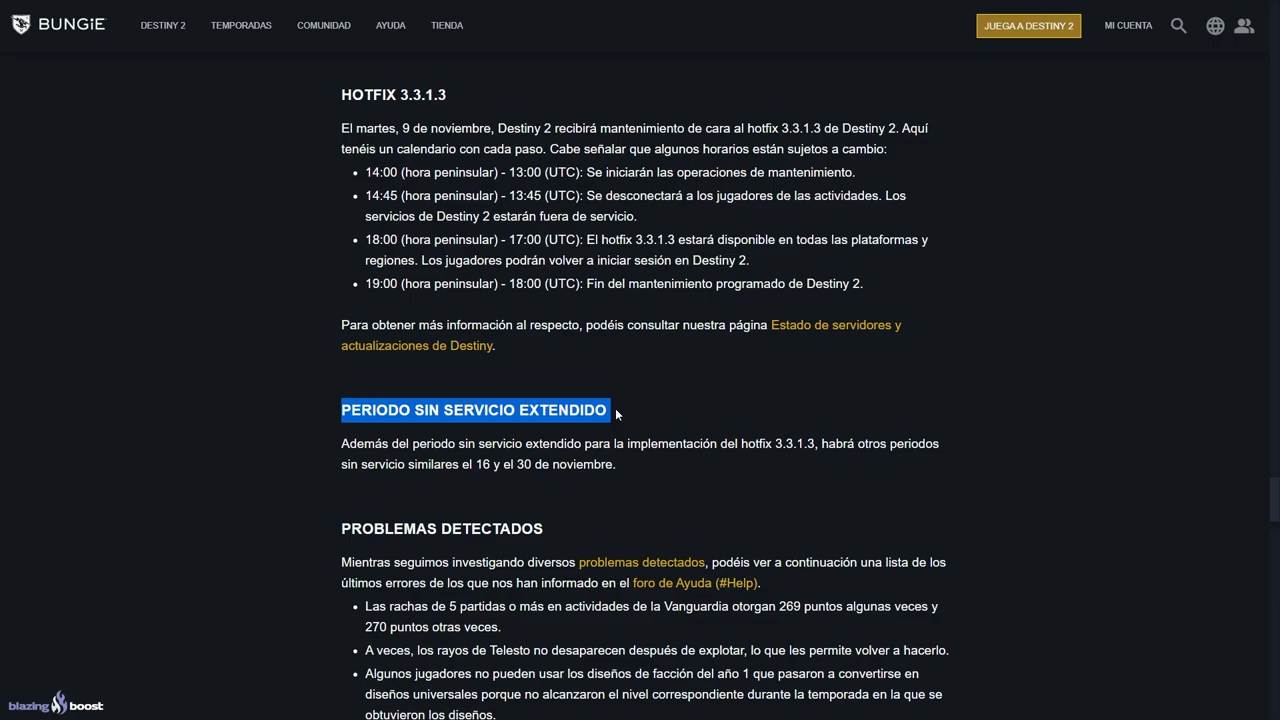 BUNGiE DESTINY 2 TEMPORADAS COMUNIDAD AYUDA TIENDA JUEGA A DESTINY 2 MI CUENTA
HOTFIX 3.3.1.3
El martes, 9 de noviembre, Destiny 2 recibirá mantenimiento de cara al hotfix 3.3.1.3 de Destiny 2. Aquí
tenéis un calendario con cada paso. Cabe señalar que algunos horarios están sujetos a cambio:
• 14:00 (hora peninsular) - 13:00 (UTC): Se iniciarán las operaciones de mantenimiento.
• 14:45 (hora peninsular) - 13:45 (UTC): Se desconectará a los jugadores de las actividades. Los
servicios de Destiny 2 estarán fuera de servicio.
• 18:00 (hora peninsular) - 17:00 (UTC): El hotfix 3.3.1.3 estará disponible en todas las plataformas y
regiones. Los jugadores podrán volver a iniciar sesión en Destiny 2.
• 19:00 (hora peninsular) - 18:00 (UTC): Fin del mantenimiento programado de Destiny 2.
Para obtener más información al respecto, podéis consultar nuestra página Estado de servidores y
actualizaciones de Destiny.
PERIODO SIN SERVICIO EXTENDIDO
Además del periodo sin servicio extendido para la implementación del hotfix 3.3.1.3, habrá otros periodos
sin servicio similares el 16 y el 30 de noviembre.
PROBLEMAS DETECTADOS
Mientras seguimos investigando diversos problemas detectados, podéis ver a continuación una lista de los
últimos errores de los que nos han informado en el foro de Ayuda (#Help).
• Las rachas de 5 partidas o más en actividades de la Vanguardia otorgan 269 puntos algunas veces y
270 puntos otras veces.
• A veces, los rayos de Telesto no desaparecen después de explotar, lo que les permite volver a hacerlo.
• Algunos jugadores no pueden usar los diseños de facción del año 1 que pasaron a convertirse en
diseños universales porque no alcanzaron el nivel correspondiente durante la temporada en la que se
obtuvieron los diseños.
blazing boost